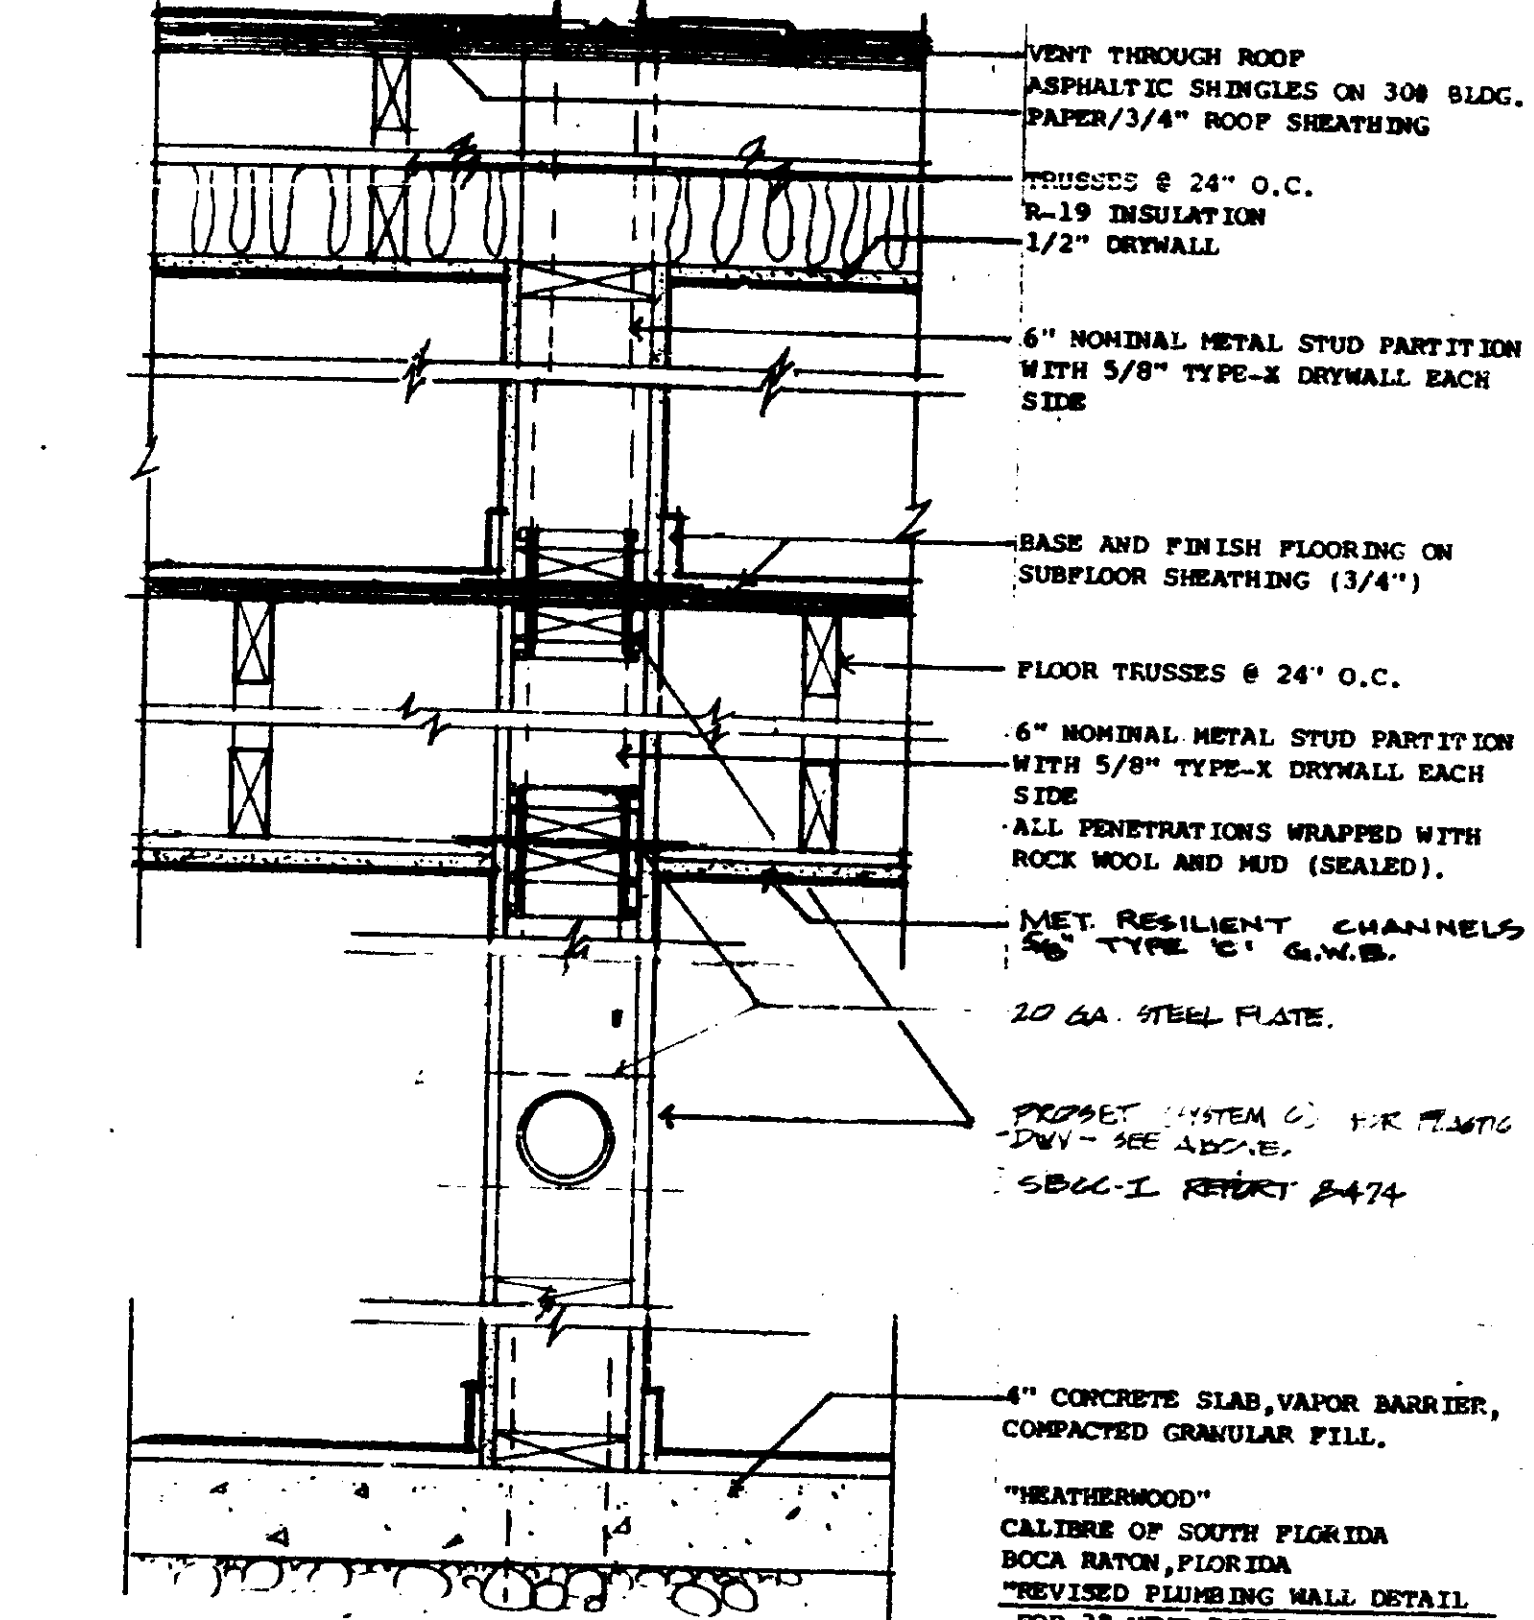 VENT THROUGH ROOF
ASPHALTIC SHINGLES ON 30# BLDG.
PAPER/3/4" ROOF SHEATHING
TRUSSES @ 24" O.C.
R-19 INSULATION
1/2" DRYWALL
6" NOMINAL METAL STUD PARTITION
WITH 5/8" TYPE-X DRYWALL EACH
SIDE
BASE AND FINISH FLOORING ON
SUBFLOOR SHEATHING (3/4")
FLOOR TRUSSES @ 24" O.C.
6" NOMINAL METAL STUD PARTITION
WITH 5/8" TYPE-X DRYWALL EACH
SIDE
ALL PENETRATIONS WRAPPED WITH
ROCK WOOL AND MUD (SEALED).
MET. RESILIENT CHANNELS
5/8" TYPE 'C' G.W.B.
20 GA. STEEL PLATE.
PROSET (SYSTEM C) FOR PLASTIC
DWV - SEE ABOVE.
SBCC-I REPORT 8474
4" CONCRETE SLAB, VAPOR BARRIER,
COMPACTED GRANULAR FILL.
"HEATHERWOOD"
CALIBRE OF SOUTH FLORIDA
BOCA RATON, FLORIDA
"REVISED PLUMBING WALL DETAIL